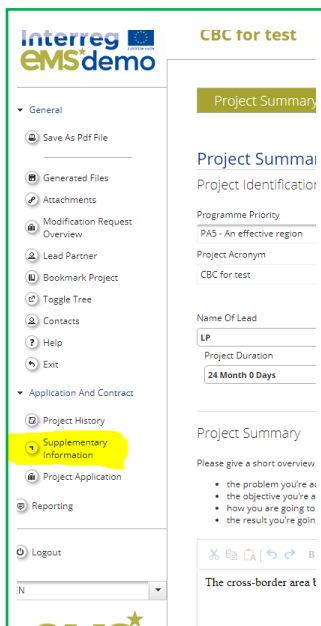 Interreg
eMS demo
General
Save As Pdf File
Generated Files
Attachments
Modification Request
Overview
Lead Partner
Bookmark Project
Toggle Tree
Contacts
Help
Exit
Application And Contract
Project History
Supplementary
Information
Project Application
Reporting
Logout
CBC for test
Project Summary
Project Summar
Project Identification
Programme Priority
PA5 - An effective region
Project Acronym
CBC for test
Name Of Lead
LP
Project Duration
24 Month 0 Days
Project Summary
Please give a short overview
the problem you're
the objective you're a
how you are going to
the result you're goin
The cross-border area
eMS